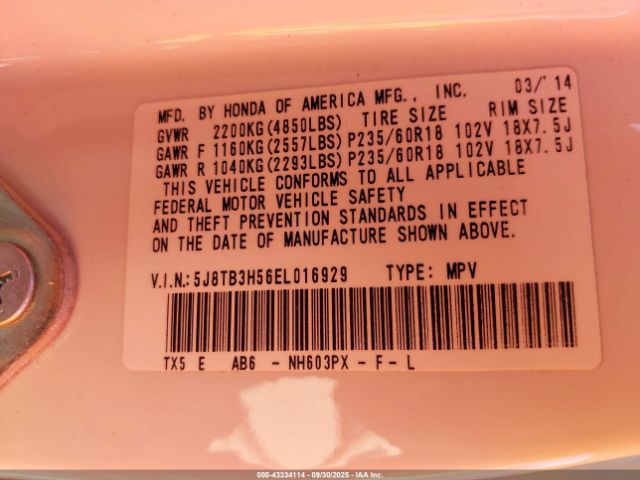 03/'14
MFD. BY HONDA OF AMERICA MFG., INC.
GVWR 2200KG(4850LBS) TIRE SIZE RIM SIZE
GAWR F 1160KG(2557LBS) P235/60R18 102V 18X7.5J
GAWR R 1040KG(2293LBS) P235/60R18 102V 18X7.5J
THIS VEHICLE CONFORMS TO ALL APPLICABLE
FEDERAL MOTOR VEHICLE SAFETY
AND THEFT PREVENTION STANDARDS IN EFFECT
ON THE DATE OF MANUFACTURE SHOWN ABOVE.
V.I.N.: 5J8TB3H56EL016929 TYPE: MPV
TX5 E AB6 - NH603PX - F - L
000-43334114 - 09/30/2025 - IAA Inc.